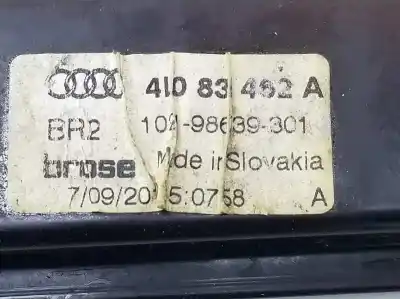 4I0 83 462 A
BR2 102-98639-301
brose Made in Slovakia
7/09/20 5:0758 A